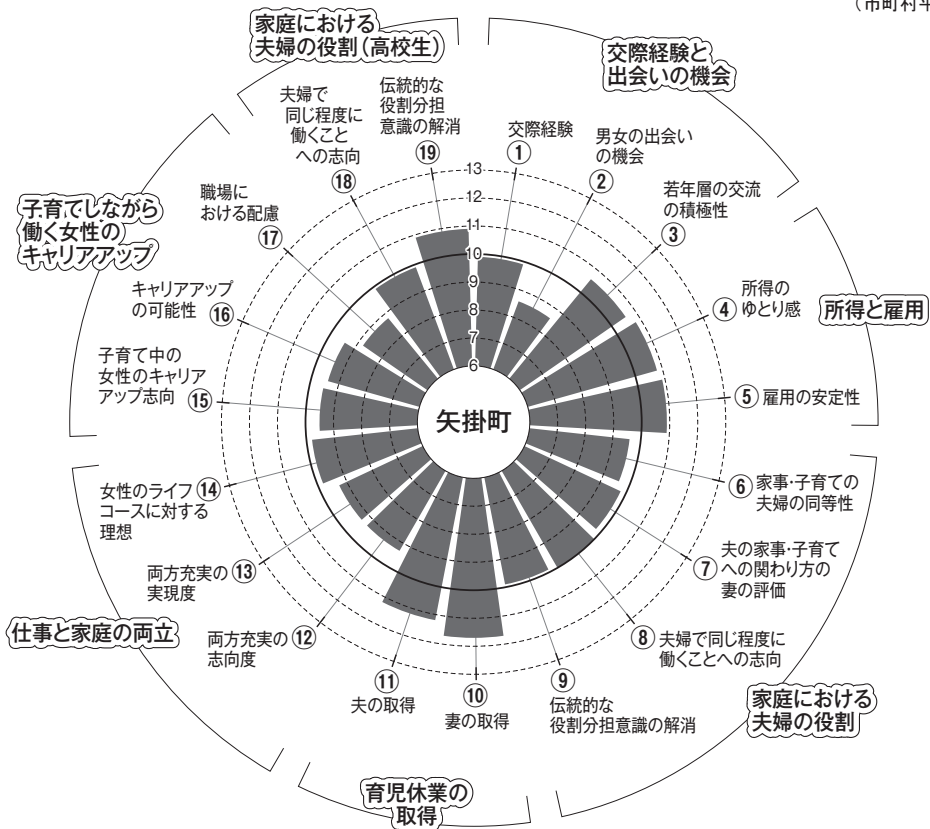 (市町村平
家庭における
夫婦の役割(高校生)
交際経験と
出会いの機会
所得と雇用
家庭における
夫婦の役割
育児休業の
取得
仕事と家庭の両立
子育てしながら
働く女性の
キャリアアップ
交際経験
①
男女の出会い
の機会
②
若年層の交流
の積極性
③
④ 所得の
ゆとり感
⑤ 雇用の安定性
⑥ 家事・子育ての
夫婦の同等性
⑦ 夫の家事・子育て
への関わり方の
妻の評価
⑧ 夫婦で同じ程度に
働くことへの志向
⑨
伝統的な
役割分担意識の解消
⑩
妻の取得
⑪
夫の取得
両方充実の ⑫
志向度
両方充実の ⑬
実現度
女性のライフ ⑭
コースに対する
理想
子育て中の
女性のキャリア
アップ志向 ⑮
キャリアアップ
の可能性 ⑯
職場に
おける配慮
⑰
夫婦で
同じ程度に
働くこと
への志向
⑱
伝統的な
役割分担
意識の解消
⑲
13
12
11
10
9
8
7
6
矢掛町